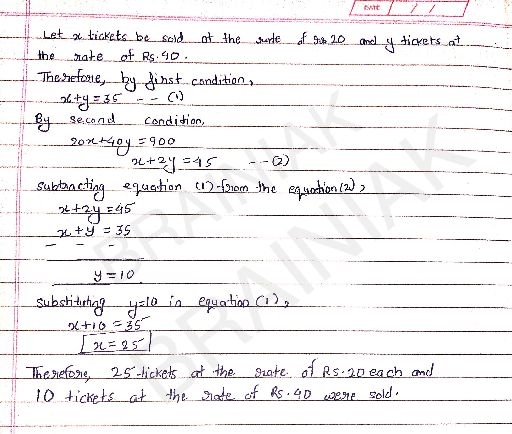 DATE
Let x tickets be sold at the rate of Rs 20 and y tickets at
the rate of Rs. 40.
Therefore, by first condition,
x+y=35 -- (1)
By second condition,
20x+40y=900
x+2y=45 --(2)
Subtracting equation (1) from the equation(2),
x+2y=45
x+y=35
- - -
y=10
Substituting y=10 in equation (1),
x+10=35
x=25
Therefore, 25 tickets at the rate of Rs. 20 each and
10 tickets at the rate of Rs. 40 were sold.
BRAINIAK
BRAINIAK